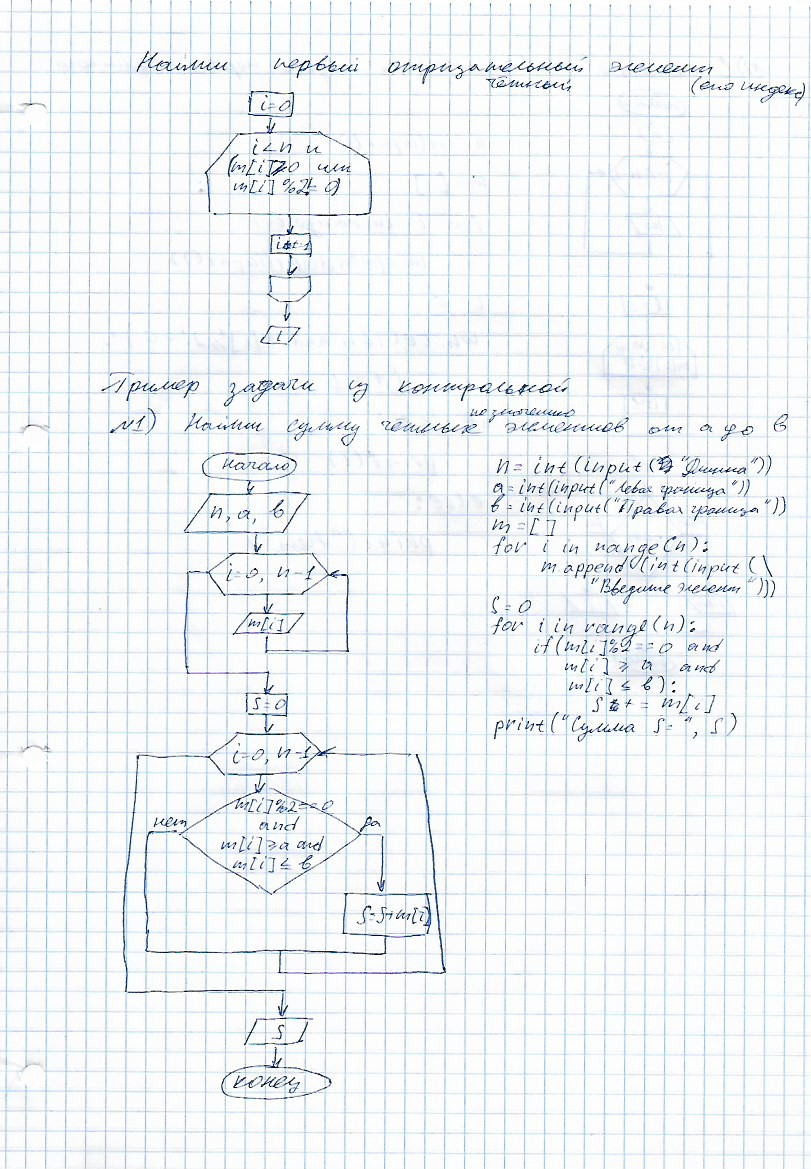 Найти первый отрицательный элемент
чётный (его индекс)
i=0
i<n и
(m[i]≥0 или
m[i]%2!=0)
i+=1
i
Пример задачи из контрольной
№1) Найти сумму чётных по значению элементов от a до b
Начало
n, a, b
i=0, n-1
m[i]
S=0
i=0, n-1
m[i]%2==0
and
m[i]≥a and
m[i]≤b
нет
да
S=S+m[i]
S
конец
n = int(input("Длина"))
a = int(input("Левая граница"))
b = int(input("Правая граница"))
m = []
for i in range(n):
m append (int(input(\
"Введите элемент")))
S=0
for i in range(n):
if(m[i]%2==0 and
m[i]≥a and
m[i]≤b):
S += m[i]
print("Сумма S= ", S)